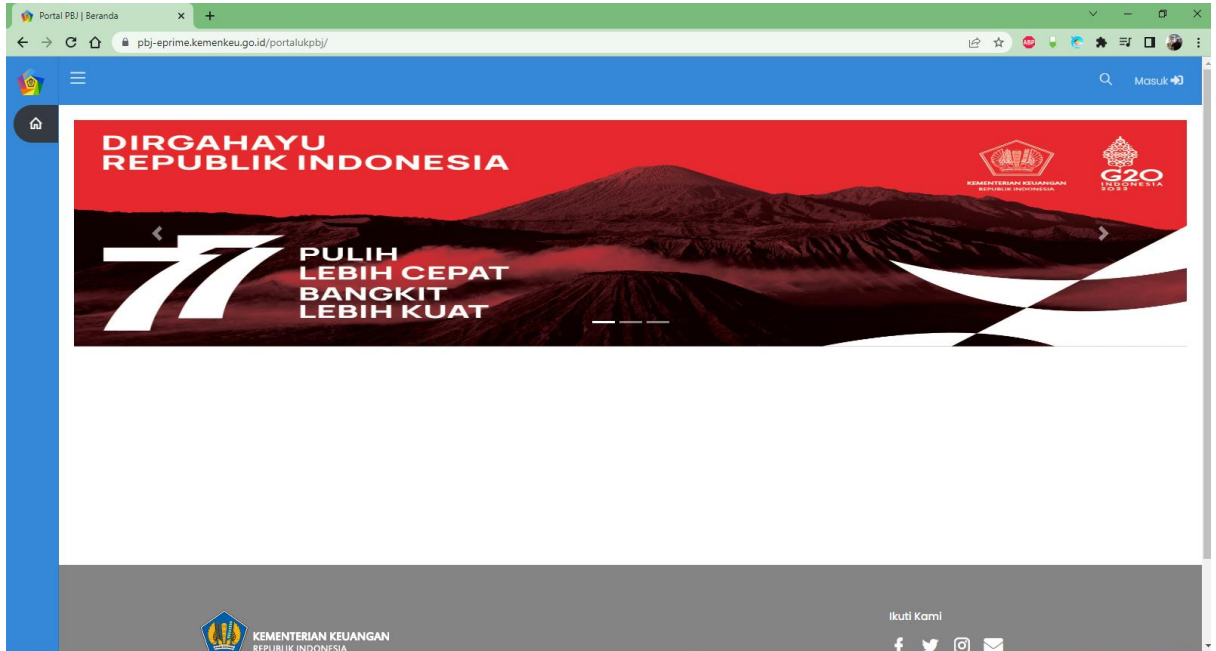 Portal PBJ | Beranda
pbj-eprime.kemenkeu.go.id/portalukpbj/
ABP
Masuk
DIRGAHAYU
REPUBLIK INDONESIA
KEMENTERIAN KEUANGAN
REPUBLIK INDONESIA
G20
INDONESIA
2022
77
PULIH
LEBIH CEPAT
BANGKIT
LEBIH KUAT
Ikuti Kami
KEMENTERIAN KEUANGAN
REPUBLIK INDONESIA